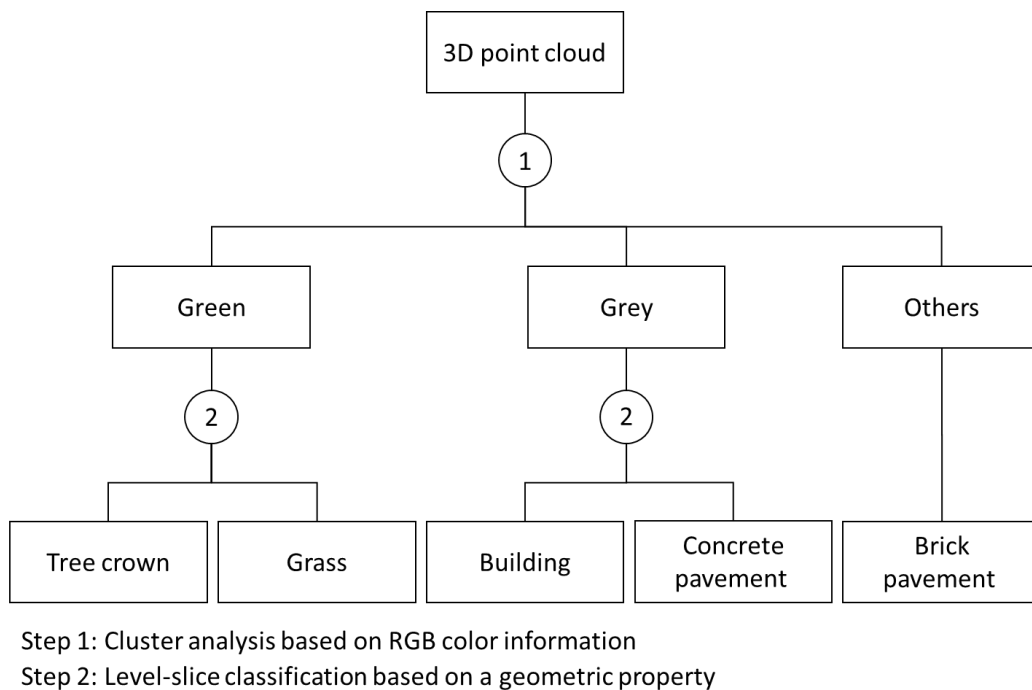 3D point cloud
1
Green
Grey
Others
2
2
Tree crown
Grass
Building
Concrete
pavement
Brick
pavement
Step 1: Cluster analysis based on RGB color information
Step 2: Level-slice classification based on a geometric property